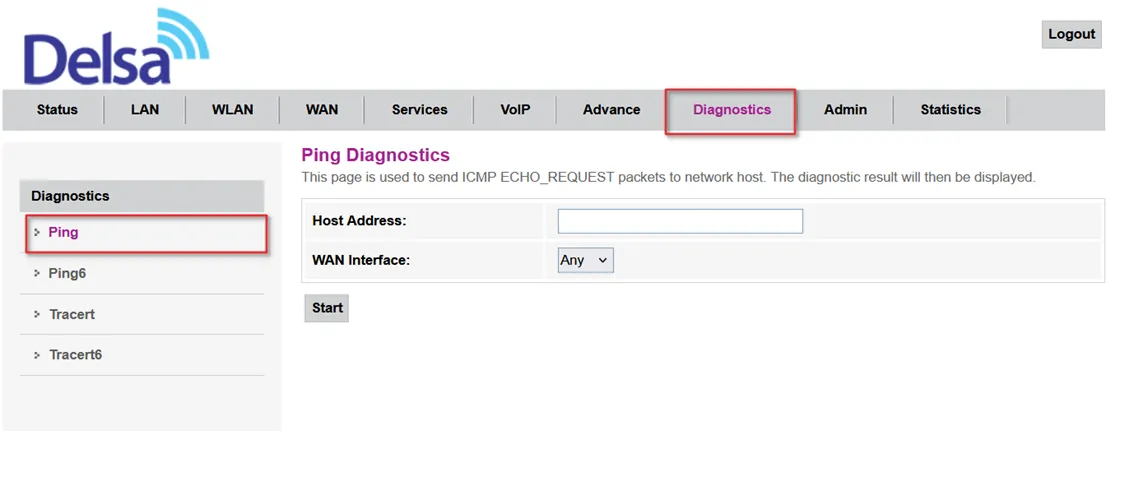 Delsa
Logout
Status LAN WLAN WAN Services VoIP Advance Diagnostics Admin Statistics
Diagnostics
Ping
Ping6
Tracert
Tracert6
Ping Diagnostics
This page is used to send ICMP ECHO_REQUEST packets to network host. The diagnostic result will then be displayed.
Host Address:
WAN Interface: Any
Start